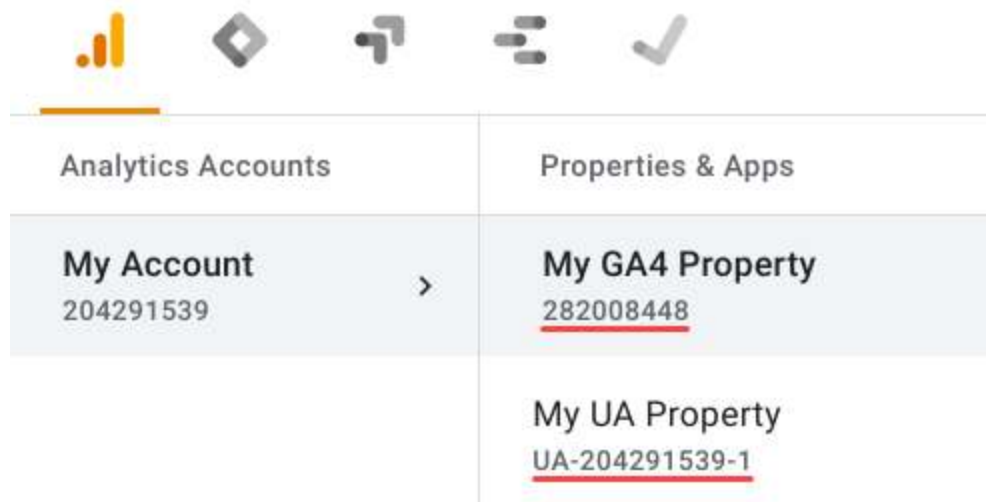 Analytics Accounts
Properties & Apps
My Account
204291539
My GA4 Property
282008448
My UA Property
UA-204291539-1